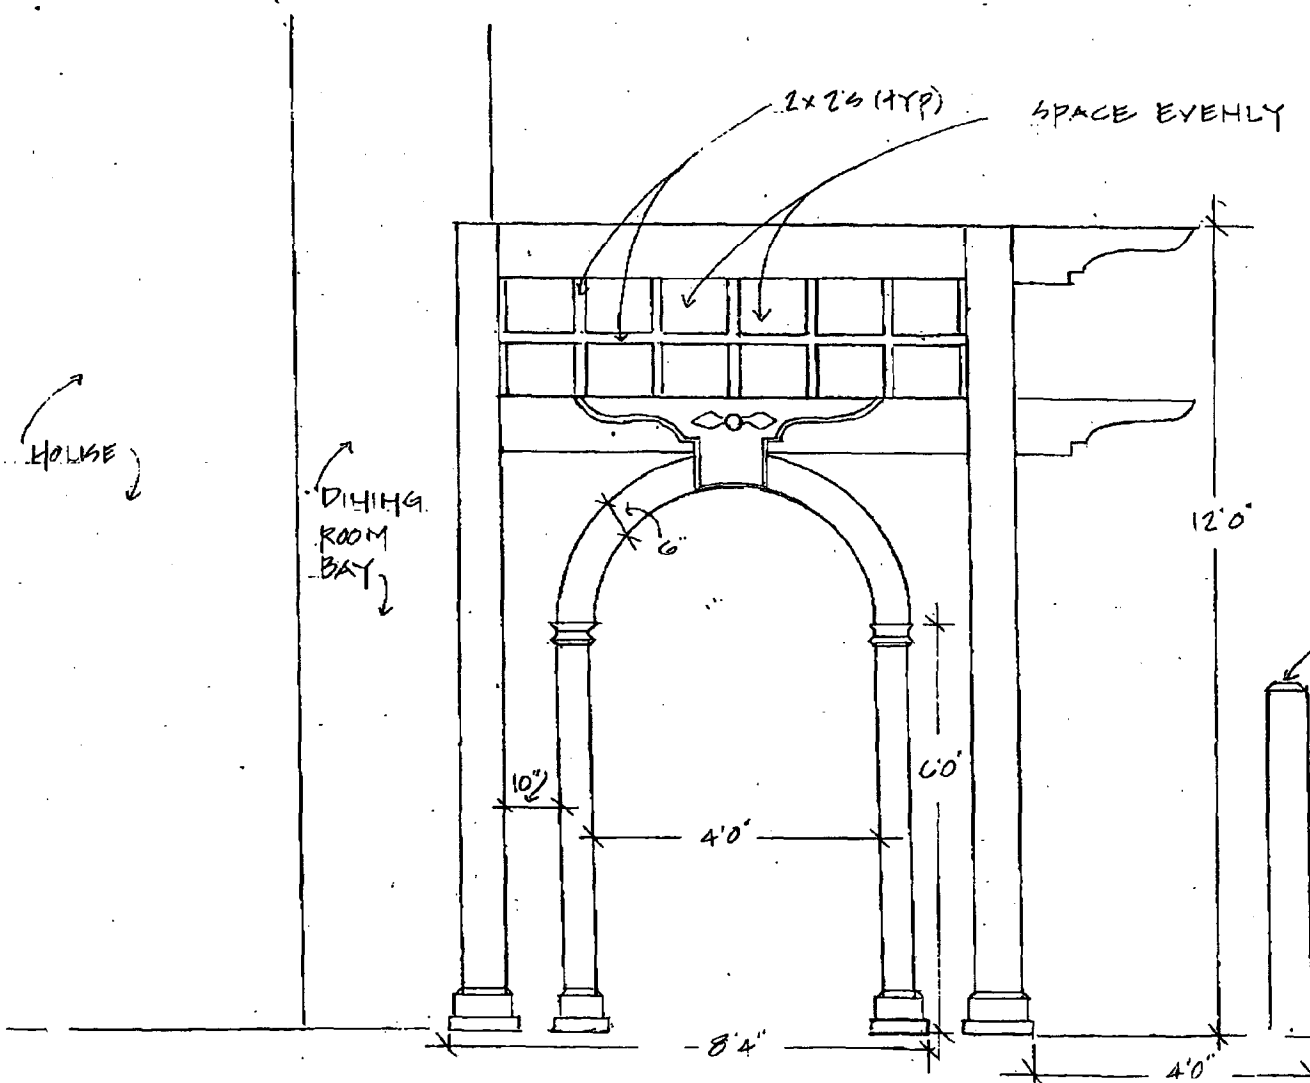 2x2's (TYP)
SPACE EVENLY
HOUSE
DINING
ROOM
BAY
6"
12'0"
10"
6'0"
4'0"
8'4"
4'0"